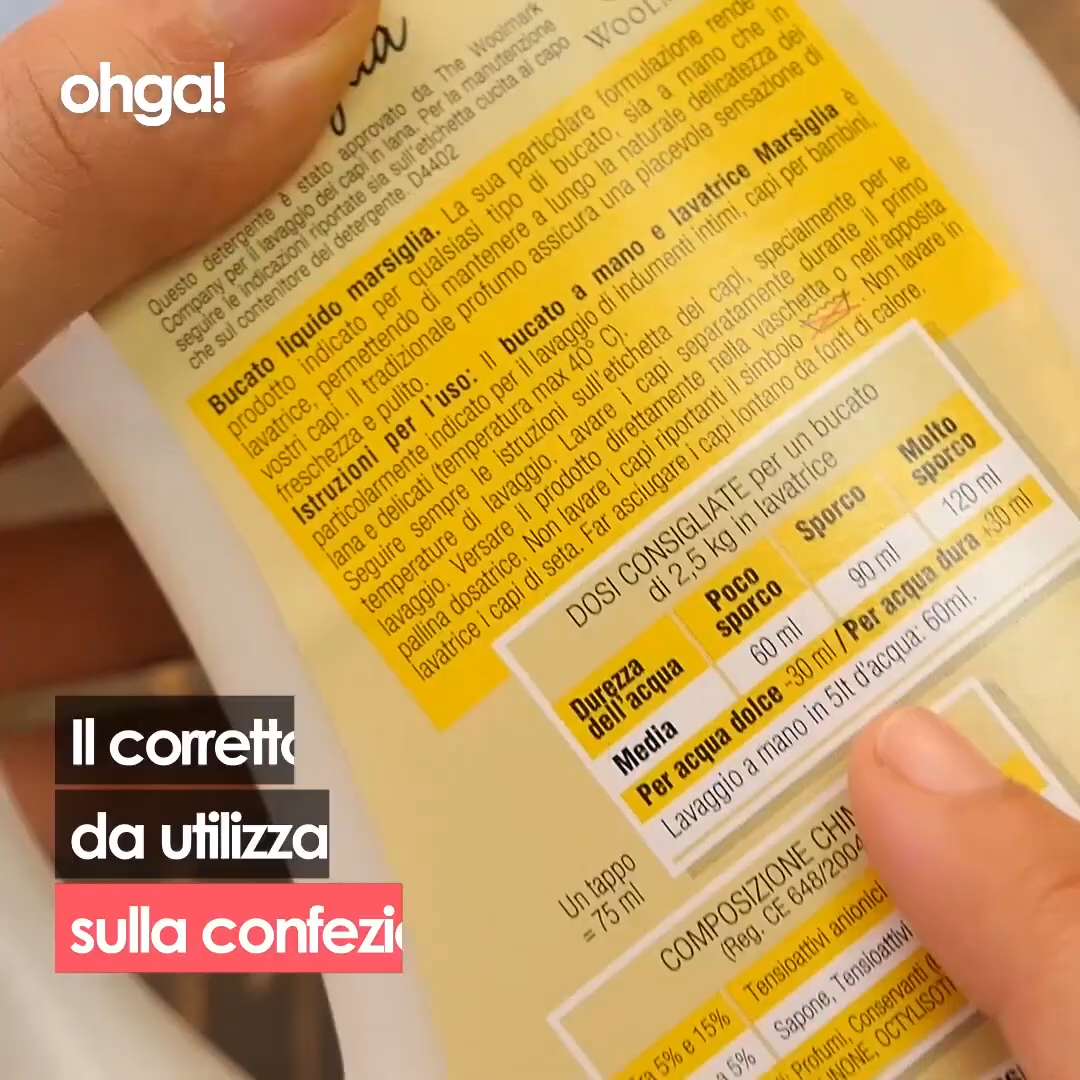 ohga!
Questo detergente è stato approvato da The Woolmark
Company per il lavaggio dei capi in lana. Per la manutenzione
seguire le indicazioni riportate sia sull'etichetta cucita al capo
che sul contenitore del detergente. D4402
Bucato liquido marsiglia. La sua particolare formulazione rende
prodotto indicato per qualsiasi tipo di bucato, sia a mano che in
lavatrice, permettendo di mantenere a lungo la naturale delicatezza dei
vostri capi. Il tradizionale profumo assicura una piacevole sensazione di
freschezza e pulito.
Istruzioni per l'uso: Il bucato a mano e lavatrice Marsiglia è
particolarmente indicato per il lavaggio di indumenti intimi, capi per bambini,
lana e delicati (temperatura max 40° C).
Seguire sempre le istruzioni sull'etichetta dei capi, specialmente per le
temperature di lavaggio. Lavare i capi separatamente durante il primo
lavaggio. Versare il prodotto direttamente nella vaschetta o nell'apposita
pallina dosatrice. Non lavare i capi riportanti il simbolo . Non lavare in
lavatrice i capi di seta. Far asciugare i capi lontano da fonti di calore.
DOSI CONSIGLIATE per un bucato
di 2,5 kg in lavatrice
Durezza dell'acqua Poco sporco Sporco Molto sporco
Media 60 ml 90 ml 120 ml
Per acqua dolce -30 ml / Per acqua dura +30 ml
Lavaggio a mano in 5lt d'acqua: 60ml.
Un tappo
= 75 ml
COMPOSIZIONE
(Reg. CE 648/2004
5% e 15% Tensioattivi anionici
5% Sapone, Tensioattivi
Profumi, Conservanti
Il corretto
da utilizza
sulla confezi